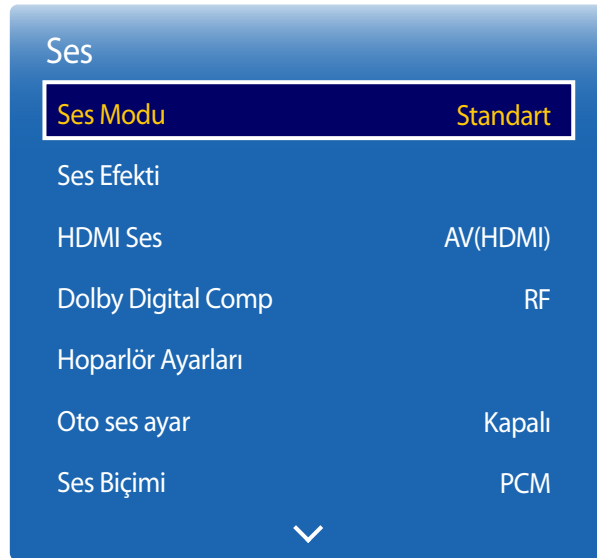 Ses
Ses Modu Standart
Ses Efekti
HDMI Ses AV(HDMI)
Dolby Digital Comp RF
Hoparlör Ayarları
Oto ses ayar Kapalı
Ses Biçimi PCM